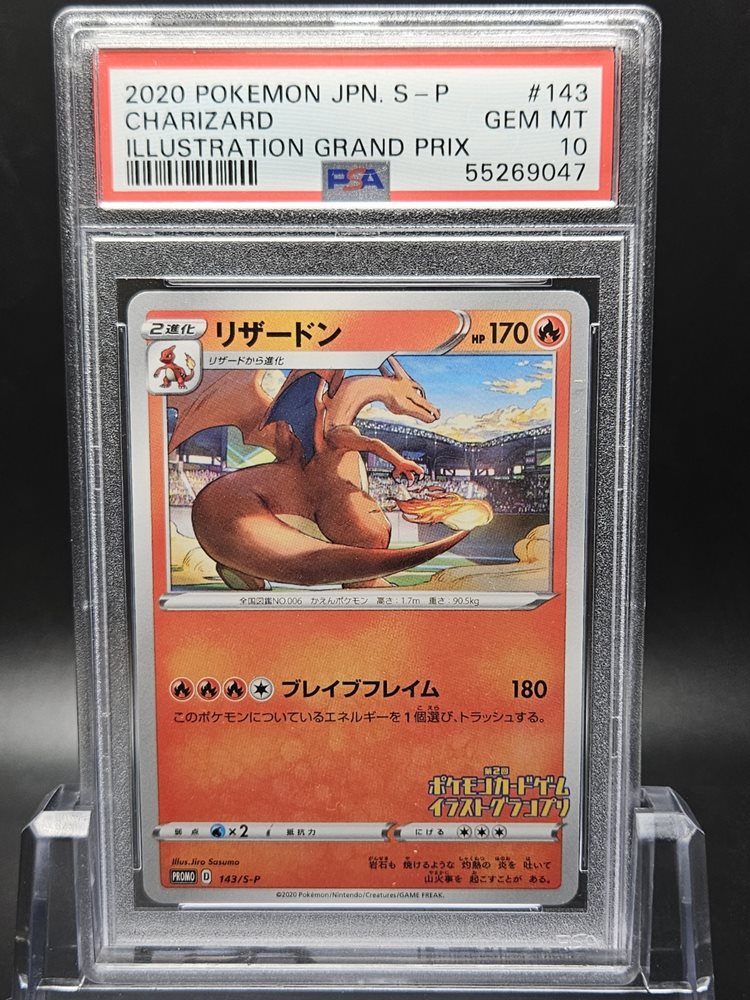 2020 POKEMON JPN. S-P #143
CHARIZARD GEM MT
ILLUSTRATION GRAND PRIX 10
PSA 55269047
2進化 リザードン HP170
リザードから進化
全国図鑑NO.006 かえんポケモン 高さ:1.7m 重さ:90.5kg
ブレイブフレイム 180
このポケモンについているエネルギーを1個選び、トラッシュする。
第2回
ポケモンカードゲーム
イラストグランプリ
弱点 ×2 抵抗力 にげる
Illus.Jiro Sasumo
岩石も 焼けるような 灼熱の 炎を 吐いて
PROMO D 143/S-P 山火事を 起こすことが ある。
©2020 Pokémon/Nintendo/Creatures/GAME FREAK.